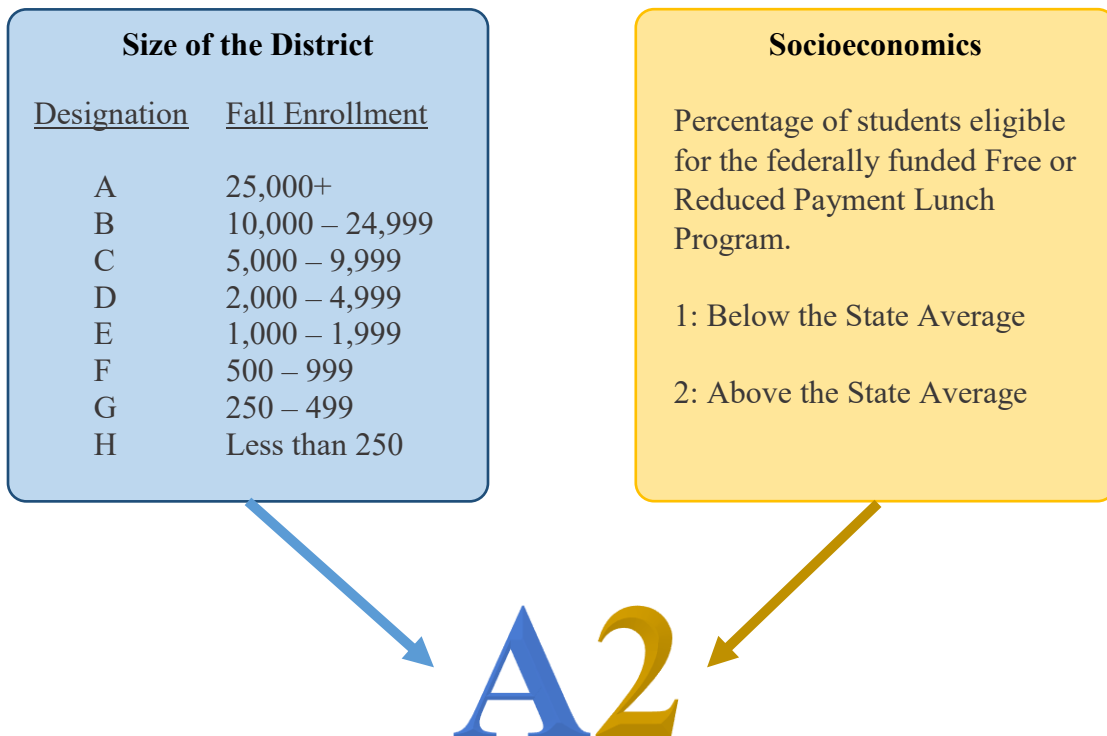 Size of the District
Designation Fall Enrollment
A 25,000+
B 10,000 – 24,999
C 5,000 – 9,999
D 2,000 – 4,999
E 1,000 – 1,999
F 500 – 999
G 250 – 499
H Less than 250
Socioeconomics
Percentage of students eligible
for the federally funded Free or
Reduced Payment Lunch
Program.
1: Below the State Average
2: Above the State Average
A2